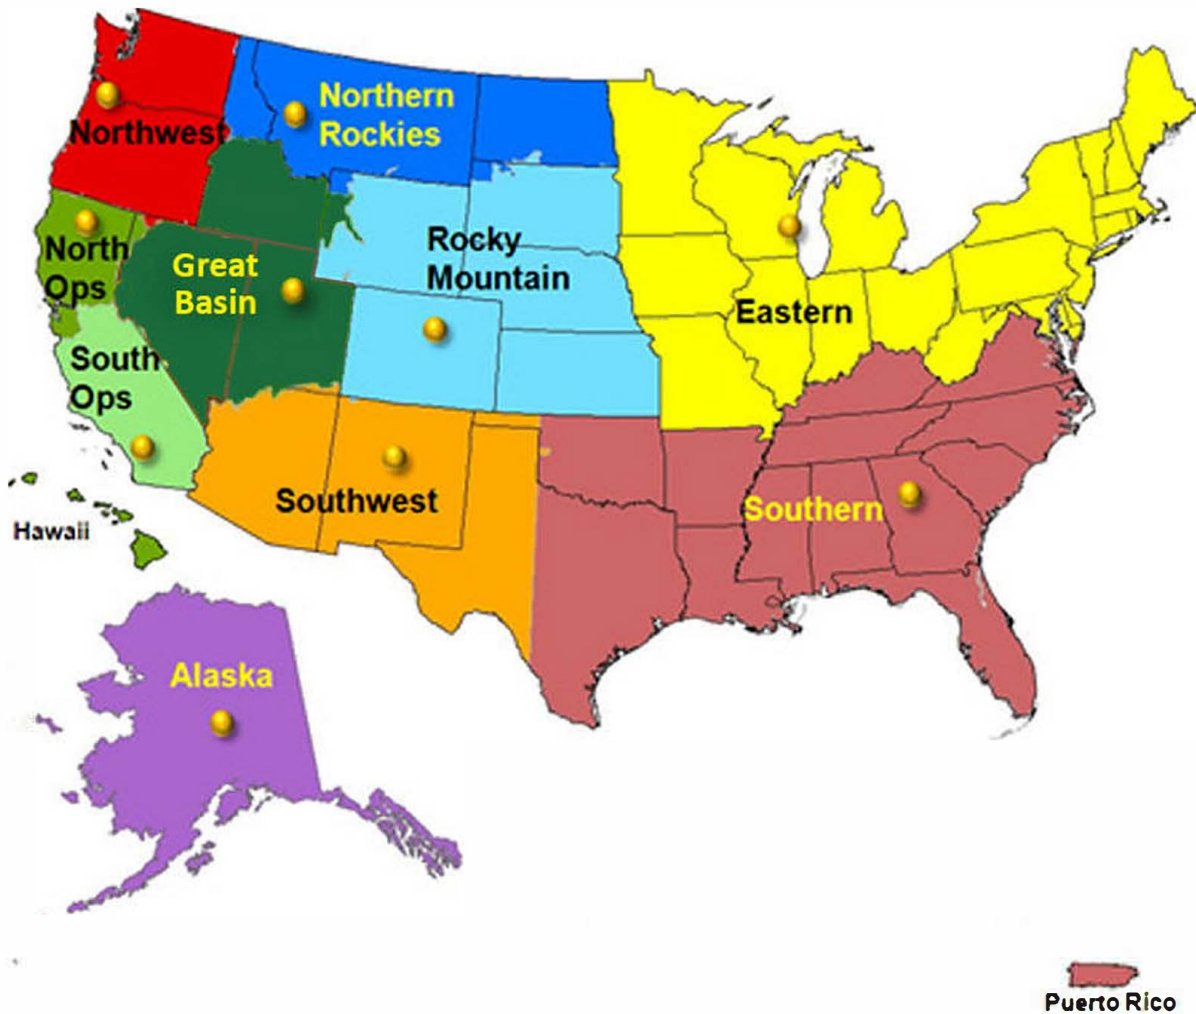 Northern
Rockies
Northwest
North
Ops
Great
Basin
Rocky
Mountain
Eastern
South
Ops
Southwest
Southern
Hawaii
Alaska
Puerto Rico